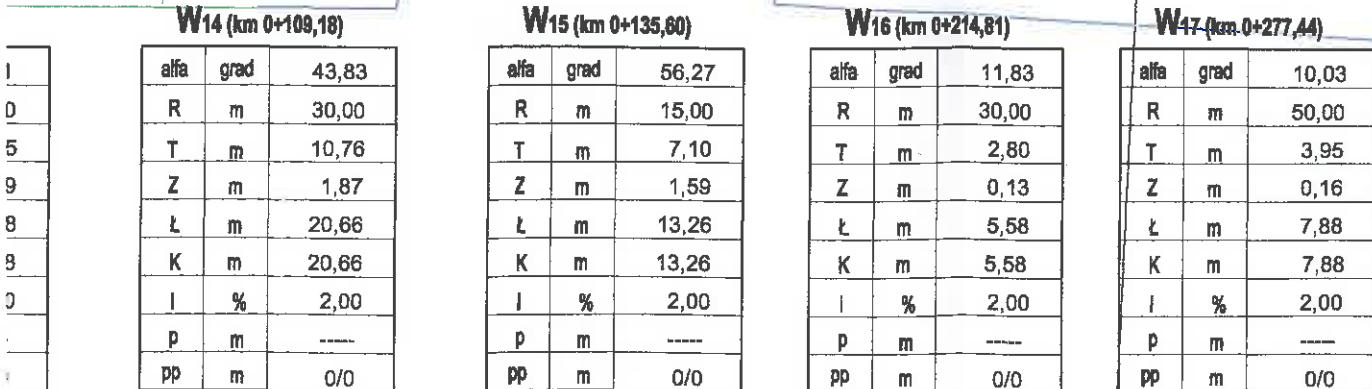 W14 (km 0+109,18)
alfa grad 43,83
R m 30,00
T m 10,76
Z m 1,87
Ł m 20,66
K m 20,66
I % 2,00
p m -----
pp m 0/0
W15 (km 0+135,60)
alfa grad 56,27
R m 15,00
T m 7,10
Z m 1,59
Ł m 13,26
K m 13,26
I % 2,00
p m -----
pp m 0/0
W16 (km 0+214,81)
alfa grad 11,83
R m 30,00
T m 2,80
Z m 0,13
Ł m 5,58
K m 5,58
I % 2,00
p m -----
pp m 0/0
W17 (km 0+277,44)
alfa grad 10,03
R m 50,00
T m 3,95
Z m 0,16
Ł m 7,88
K m 7,88
I % 2,00
p m -----
pp m 0/0